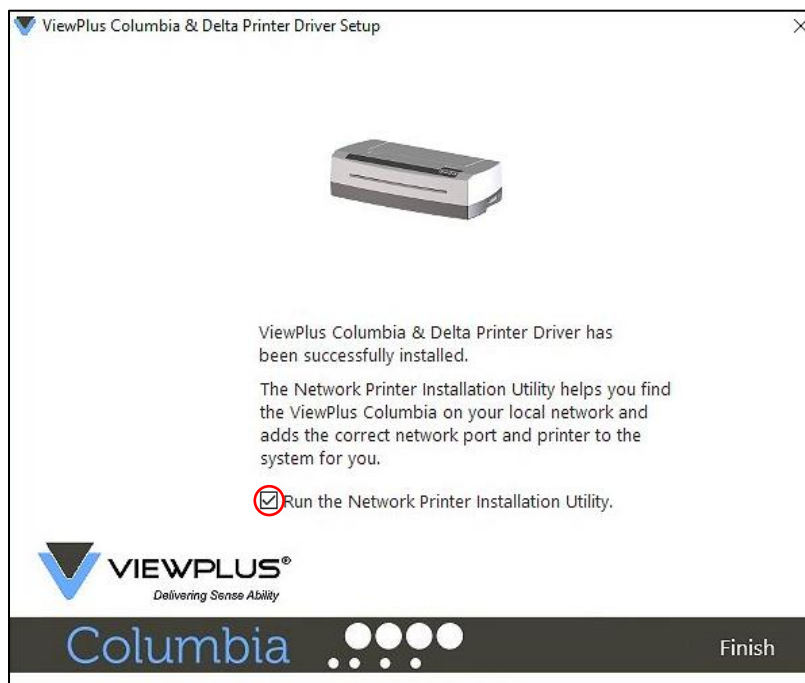 ViewPlus Columbia & Delta Printer Driver Setup
ViewPlus Columbia & Delta Printer Driver has
been successfully installed.
The Network Printer Installation Utility helps you find
the ViewPlus Columbia on your local network and
adds the correct network port and printer to the
system for you.
Run the Network Printer Installation Utility.
VIEWPLUS®
Delivering Sense Ability
Columbia
Finish